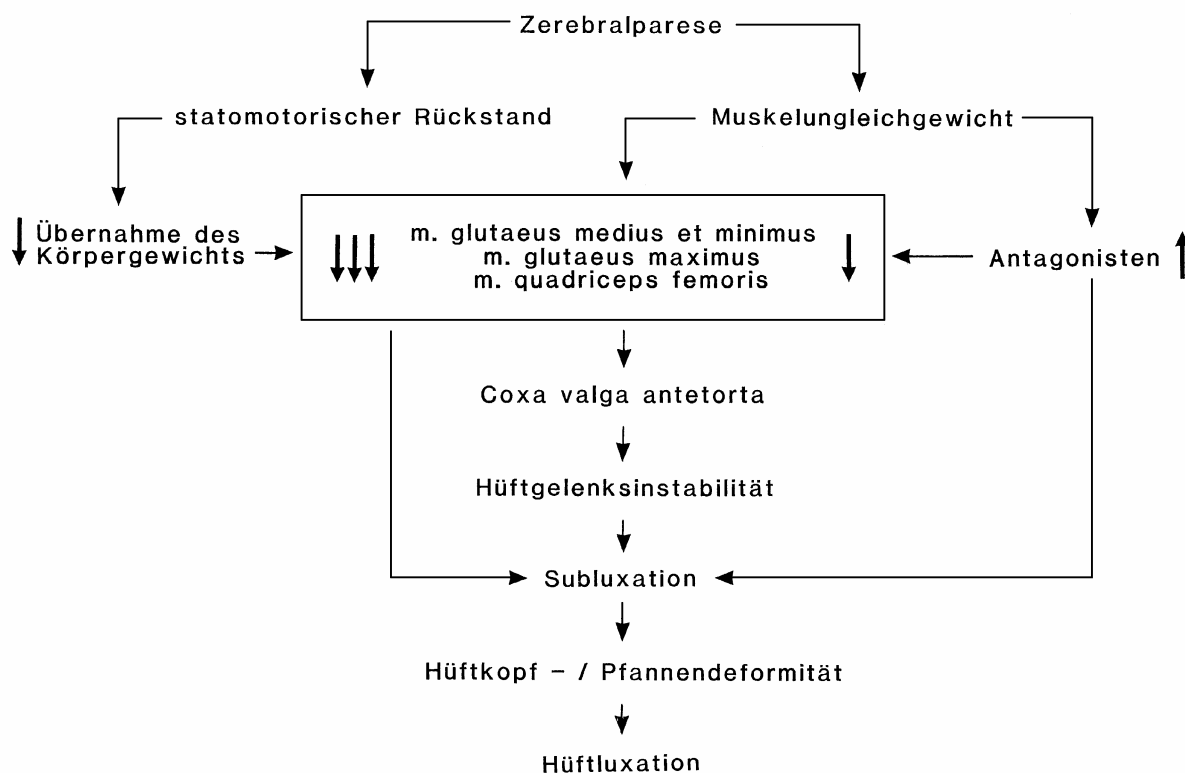 Zerebralparese
statomotorischer Rückstand
Muskelungleichgewicht
Übernahme des
Körpergewichts
m. glutaeus medius et minimus
m. glutaeus maximus
m. quadriceps femoris
Antagonisten
Coxa valga antetorta
Hüftgelenksinstabilität
Subluxation
Hüftkopf – / Pfannendeformität
Hüftluxation